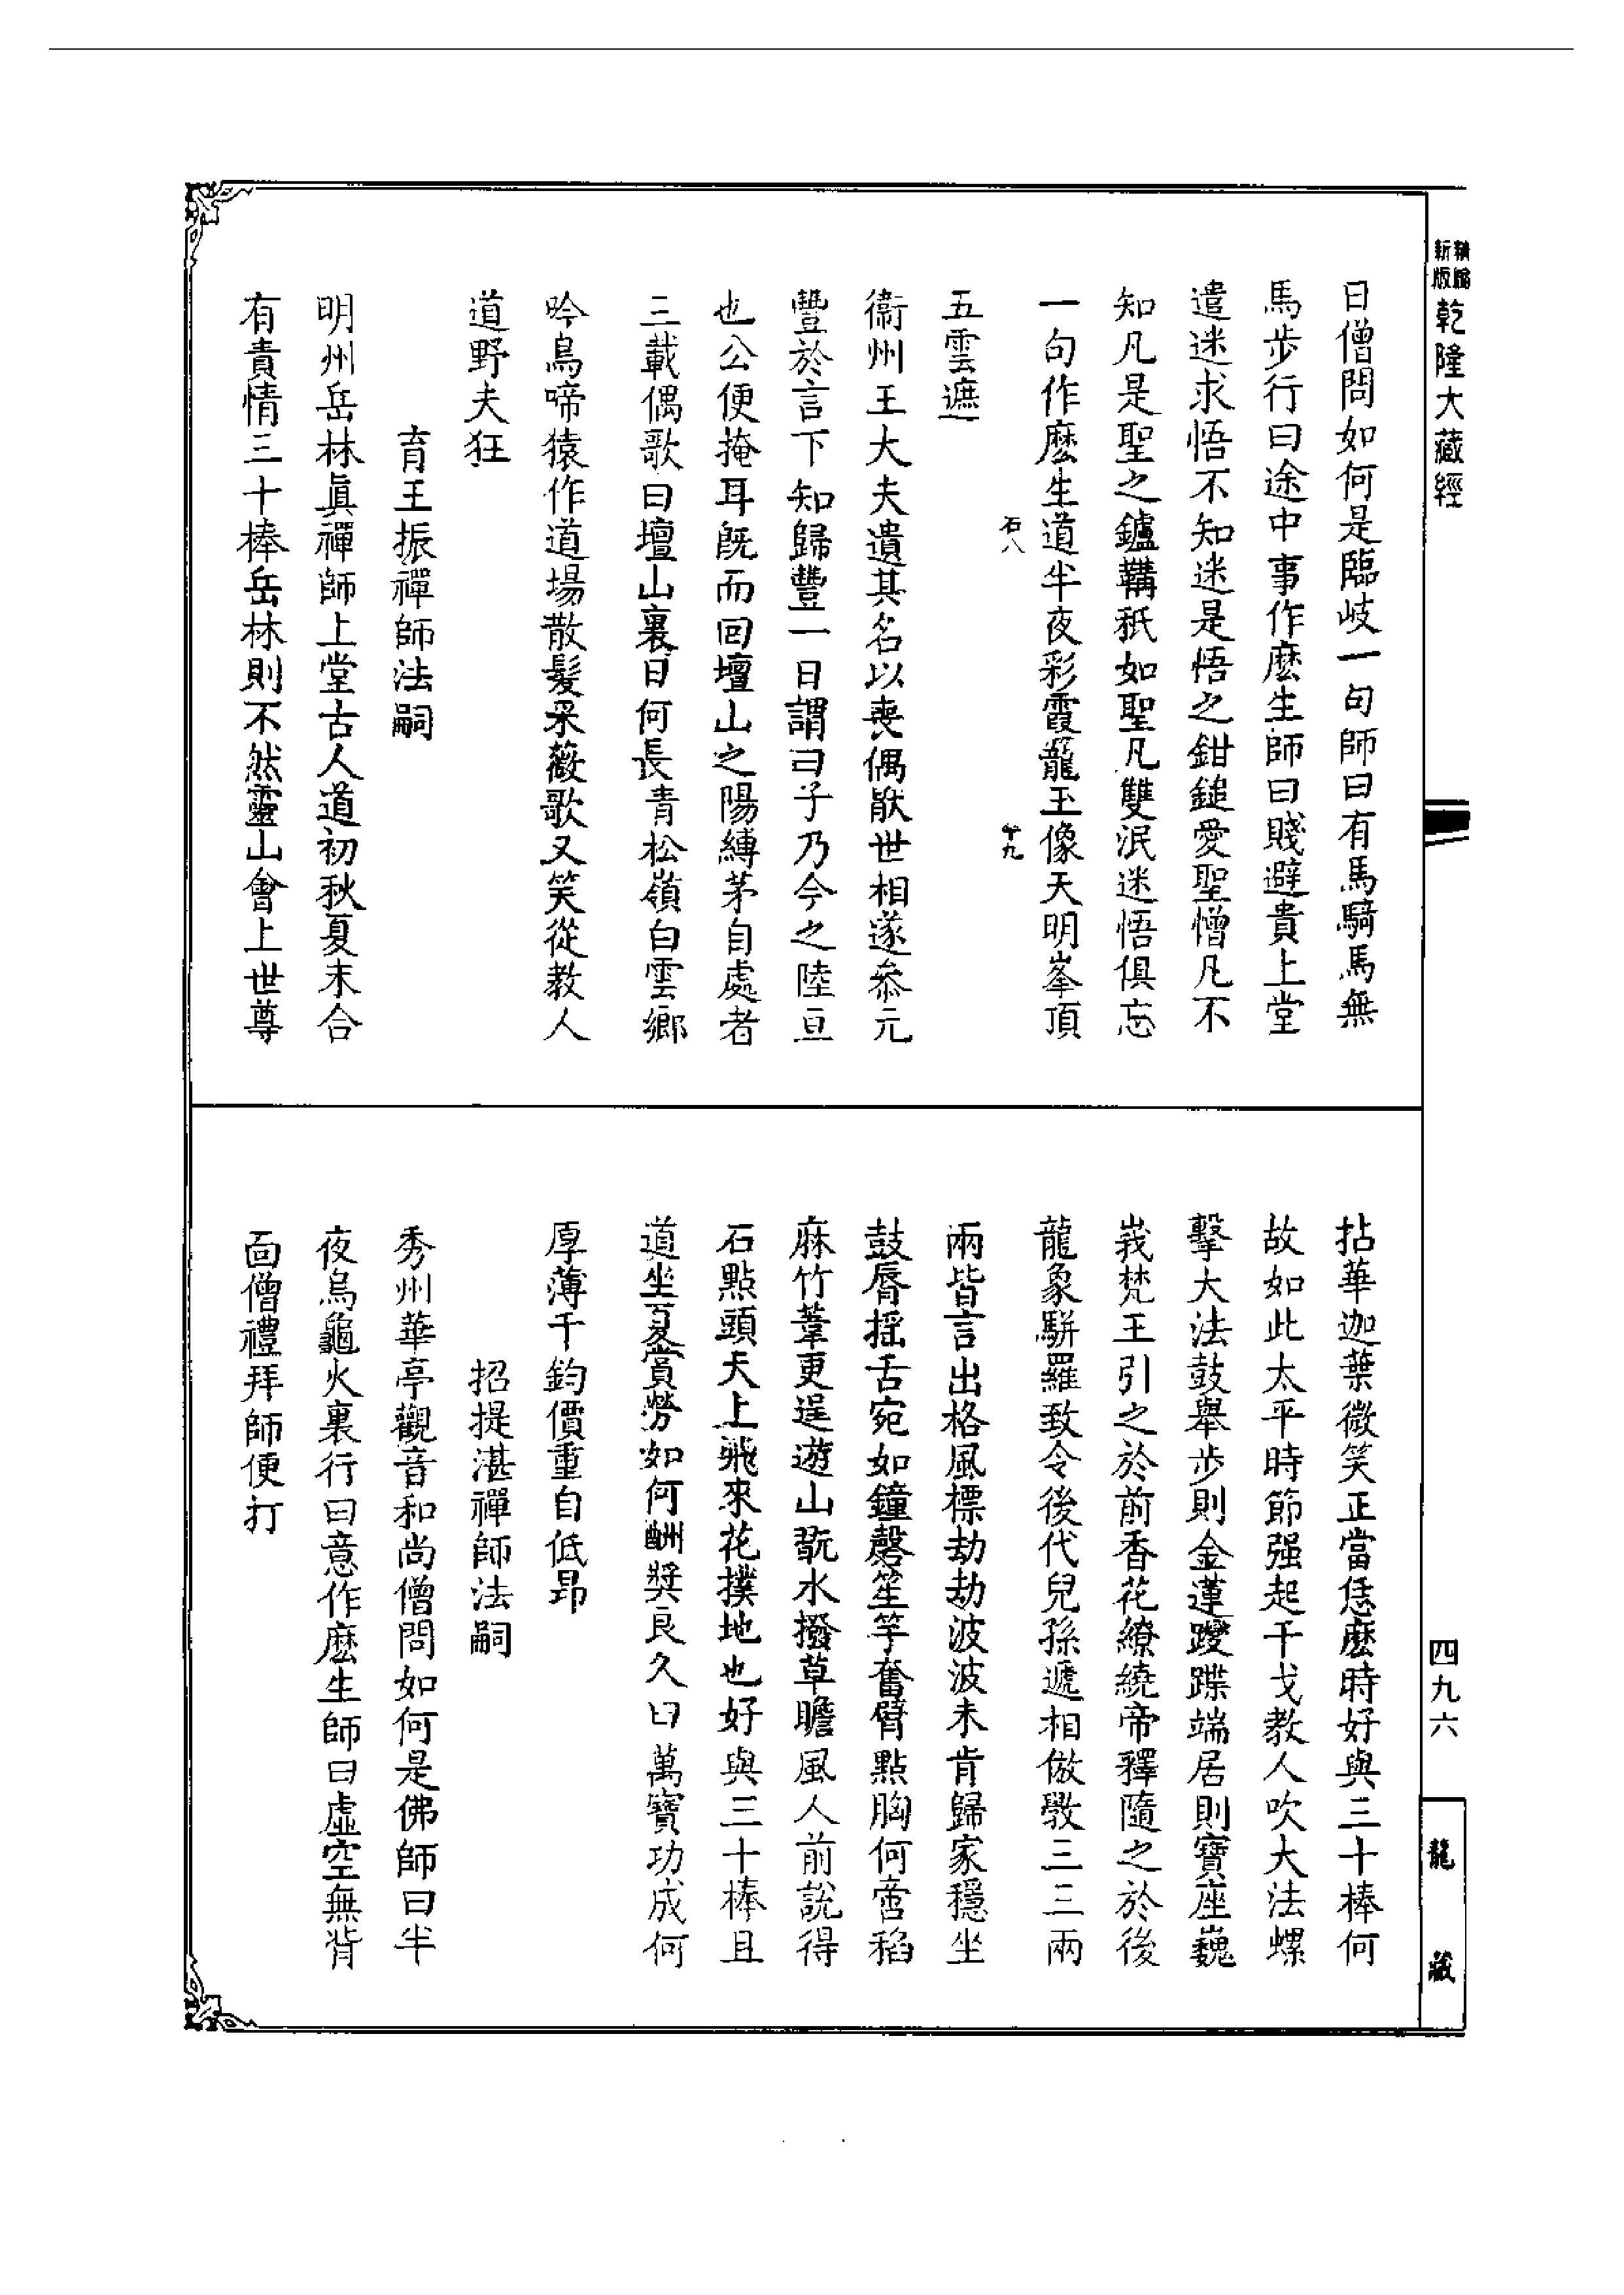 新編
新版
乾隆大藏經
日僧問如何是臨岐一句師曰有馬騎馬無
馬步行曰途中事作麽生師曰賤避貴上堂
遣迷求悟不知迷是悟之鉗鎚愛聖憎凡不
知凡是聖之鑪鞴秖如聖凡雙泯迷悟俱忘
一句作麽生道半夜彩霞籠玉像天明峯頂
石八
十九
五雲遮
衞州王大夫遺其名以喪偶猒世相遂叅元
豐於言下知歸豐一日謂曰子乃今之陸亘
也公便掩耳既而回壇山之陽縛茅自處者
三載偶歌曰壇山裏日何長青松嶺白雲鄉
吟鳥啼猿作道場散髮采薇歌又笑從教人
道野夫狂
育王振禪師法嗣
明州岳林眞禪師上堂古人道初秋夏末合
有責情三十棒岳林則不然靈山會上世尊
拈華迦葉微笑正當恁麽時好與三十棒何
故如此太平時節强起干戈教人吹大法螺
擊大法鼓舉步則金蓮躞蹀端居則寶座巍
峩梵王引之於前香花繚繞帝釋隨之於後
龍象駢羅致令後代兒孫遞相倣斆三三兩
兩皆言出格風標劫劫波波未肯歸家穩坐
鼓脣搖舌宛如鐘磬笙竽奮臂點胸何啻稻
麻竹葦更逞遊山翫水撥草瞻風人前說得
石點頭天上飛來花撲地也好與三十棒且
道坐夏賞勞如何酬奬良久曰萬寶功成何
厚薄千鈞價重自低昂
招提湛禪師法嗣
秀州華亭觀音和尚僧問如何是佛師曰半
夜烏龜火裏行曰意作麽生師曰虛空無背
面僧禮拜師便打
四九六
龍藏